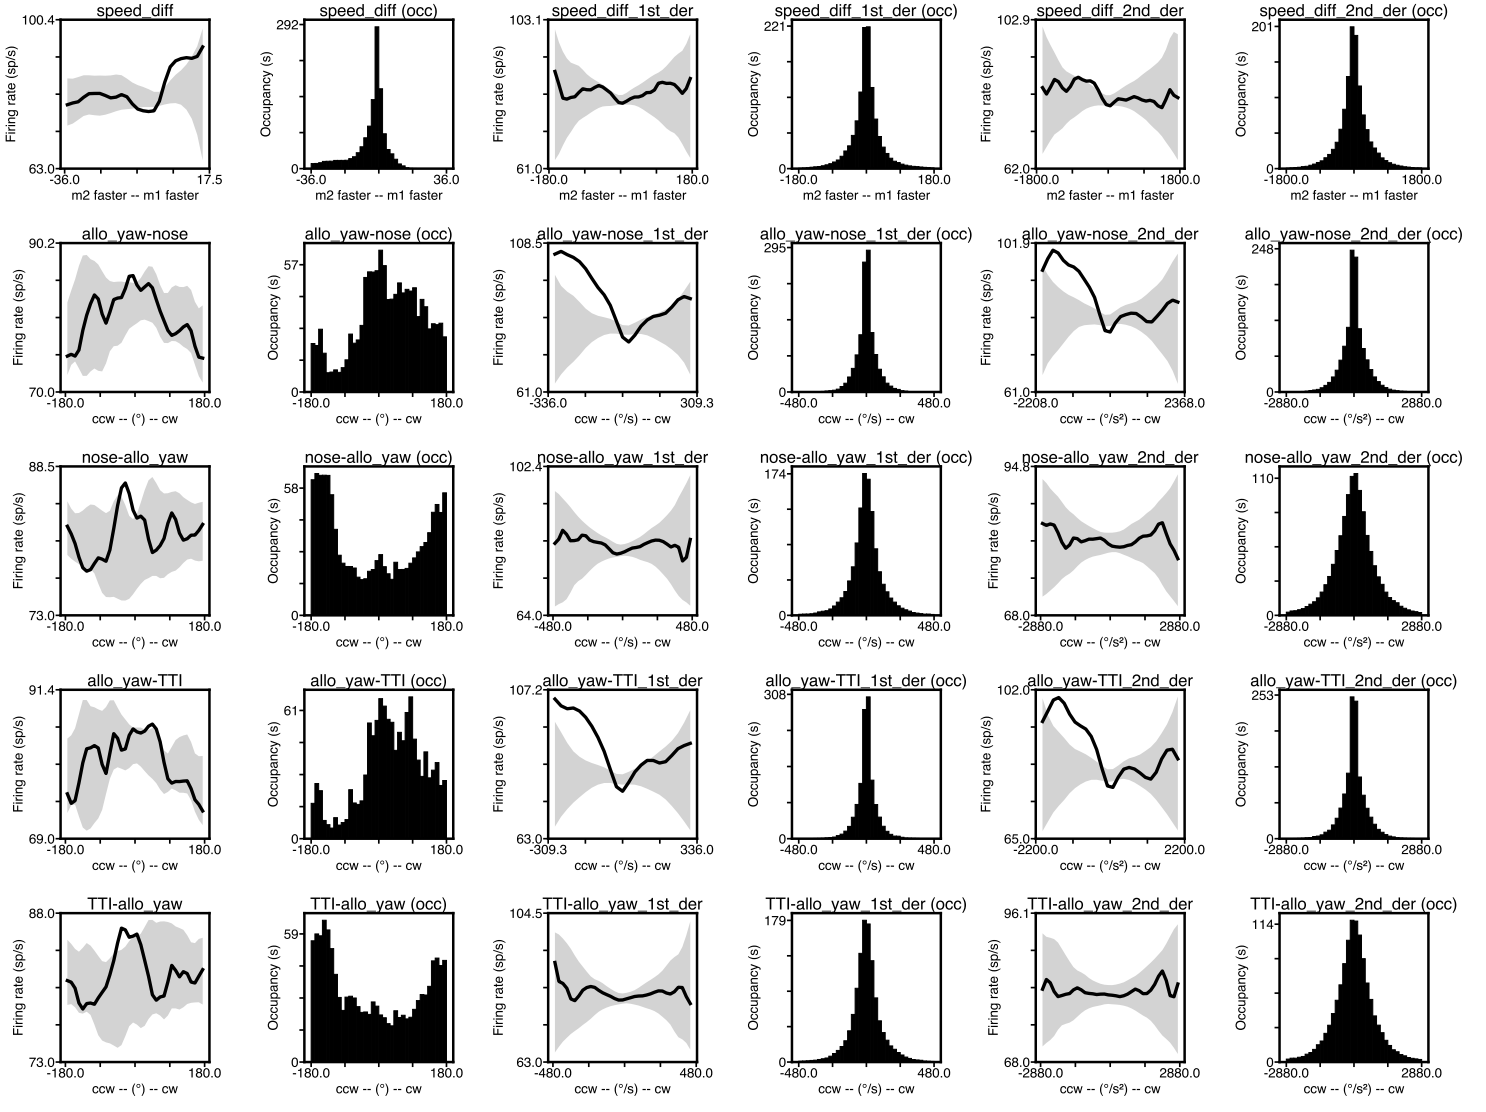 speed_diff
100.4
63.0
-36.0
17.5
Firing rate (sp/s)
m2 faster -- m1 faster
speed_diff (occ)
292
0
-36.0
36.0
Occupancy (s)
m2 faster -- m1 faster
speed_diff_1st_der
103.1
61.0
-180.0
180.0
Firing rate (sp/s)
m2 faster -- m1 faster
speed_diff_1st_der (occ)
221
0
-180.0
180.0
Occupancy (s)
m2 faster -- m1 faster
speed_diff_2nd_der
102.9
62.0
-1800.0
1800.0
Firing rate (sp/s)
m2 faster -- m1 faster
speed_diff_2nd_der (occ)
201
0
-1800.0
1800.0
Occupancy (s)
m2 faster -- m1 faster
allo_yaw-nose
90.2
70.0
-180.0
180.0
Firing rate (sp/s)
ccw -- (°) -- cw
allo_yaw-nose (occ)
57
0
-180.0
180.0
Occupancy (s)
ccw -- (°) -- cw
allo_yaw-nose_1st_der
108.5
61.0
-336.0
309.3
Firing rate (sp/s)
ccw -- (°/s) -- cw
allo_yaw-nose_1st_der (occ)
295
0
-480.0
480.0
Occupancy (s)
ccw -- (°/s) -- cw
allo_yaw-nose_2nd_der
101.9
61.0
-2208.0
2368.0
Firing rate (sp/s)
ccw -- (°/s²) -- cw
allo_yaw-nose_2nd_der (occ)
248
0
-2880.0
2880.0
Occupancy (s)
ccw -- (°/s²) -- cw
nose-allo_yaw
88.5
73.0
-180.0
180.0
Firing rate (sp/s)
ccw -- (°) -- cw
nose-allo_yaw (occ)
58
0
-180.0
180.0
Occupancy (s)
ccw -- (°) -- cw
nose-allo_yaw_1st_der
102.4
64.0
-480.0
480.0
Firing rate (sp/s)
ccw -- (°/s) -- cw
nose-allo_yaw_1st_der (occ)
174
0
-480.0
480.0
Occupancy (s)
ccw -- (°/s) -- cw
nose-allo_yaw_2nd_der
94.8
68.0
-2880.0
2880.0
Firing rate (sp/s)
ccw -- (°/s²) -- cw
nose-allo_yaw_2nd_der (occ)
110
0
-2880.0
2880.0
Occupancy (s)
ccw -- (°/s²) -- cw
allo_yaw-TTI
91.4
69.0
-180.0
180.0
Firing rate (sp/s)
ccw -- (°) -- cw
allo_yaw-TTI (occ)
61
0
-180.0
180.0
Occupancy (s)
ccw -- (°) -- cw
allo_yaw-TTI_1st_der
107.2
63.0
-309.3
336.0
Firing rate (sp/s)
ccw -- (°/s) -- cw
allo_yaw-TTI_1st_der (occ)
308
0
-480.0
480.0
Occupancy (s)
ccw -- (°/s) -- cw
allo_yaw-TTI_2nd_der
102.0
65.0
-2200.0
2200.0
Firing rate (sp/s)
ccw -- (°/s²) -- cw
allo_yaw-TTI_2nd_der (occ)
253
0
-2880.0
2880.0
Occupancy (s)
ccw -- (°/s²) -- cw
TTI-allo_yaw
88.0
73.0
-180.0
180.0
Firing rate (sp/s)
ccw -- (°) -- cw
TTI-allo_yaw (occ)
59
0
-180.0
180.0
Occupancy (s)
ccw -- (°) -- cw
TTI-allo_yaw_1st_der
104.5
63.0
-480.0
480.0
Firing rate (sp/s)
ccw -- (°/s) -- cw
TTI-allo_yaw_1st_der (occ)
179
0
-480.0
480.0
Occupancy (s)
ccw -- (°/s) -- cw
TTI-allo_yaw_2nd_der
96.1
68.0
-2880.0
2880.0
Firing rate (sp/s)
ccw -- (°/s²) -- cw
TTI-allo_yaw_2nd_der (occ)
114
0
-2880.0
2880.0
Occupancy (s)
ccw -- (°/s²) -- cw